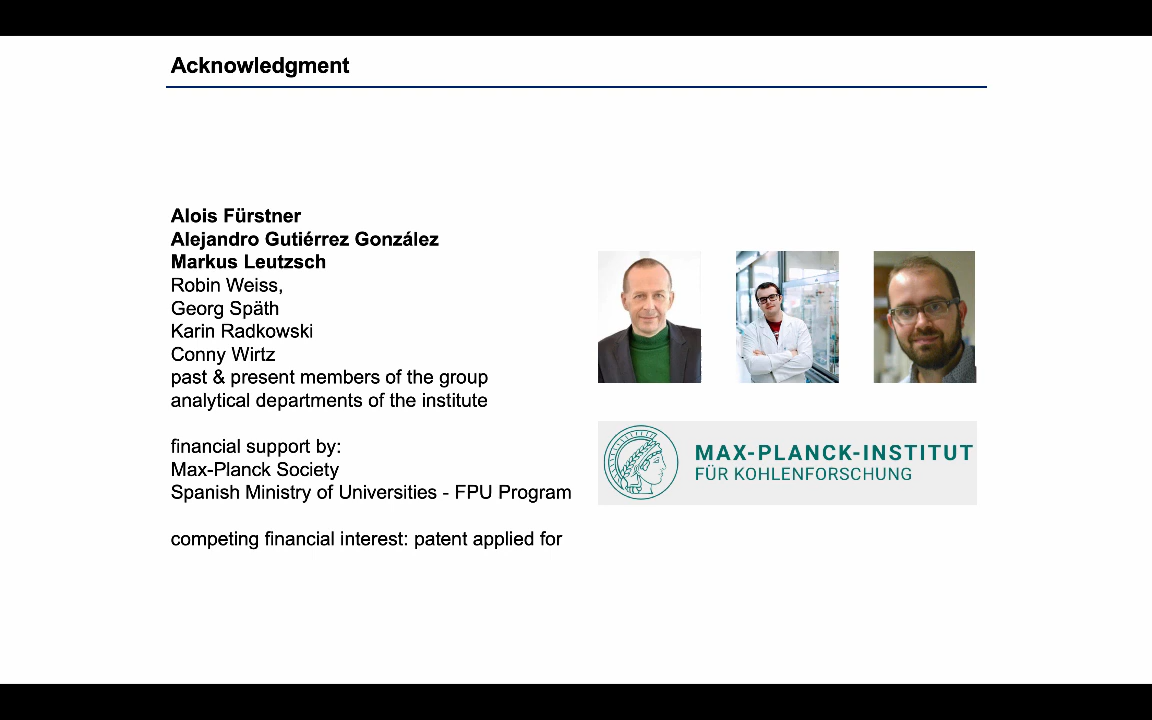 Acknowledgment
Alois Fürstner
Alejandro Gutiérrez González
Markus Leutzsch
Robin Weiss,
Georg Späth
Karin Radkowski
Conny Wirtz
past & present members of the group
analytical departments of the institute
financial support by:
Max-Planck Society
Spanish Ministry of Universities - FPU Program
competing financial interest: patent applied for
MAX-PLANCK-INSTITUT
FÜR KOHLENFORSCHUNG